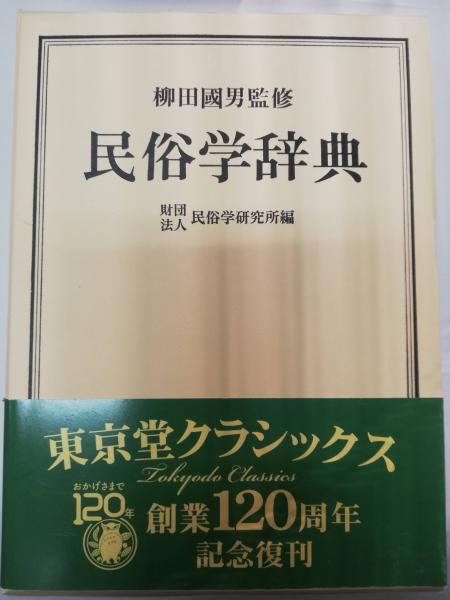 柳田國男監修
民俗学辞典
財団法人 民俗学研究所編
東京堂クラシックス
Tokyodo Classics
おかげさまで
120年
創業120周年
記念復刊